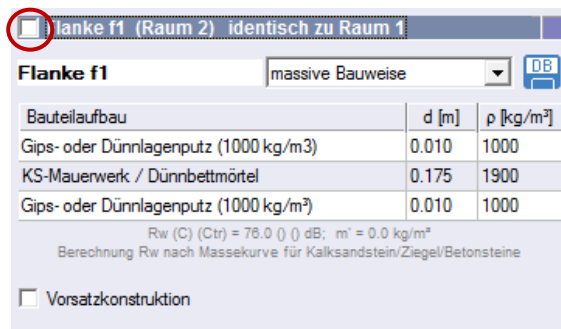 Flanke f1 (Raum 2) identisch zu Raum 1
Flanke f1 massive Bauweise DB
Bauteilaufbau d [m] ρ [kg/m³]
Gips- oder Dünnlagenputz (1000 kg/m3) 0.010 1000
KS-Mauerwerk / Dünnbettmörtel 0.175 1900
Gips- oder Dünnlagenputz (1000 kg/m³) 0.010 1000
Rw (C) (Ctr) = 76.0 () () dB; m' = 0.0 kg/m²
Berechnung Rw nach Massekurve für Kalksandstein/Ziegel/Betonsteine
Vorsatzkonstruktion